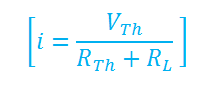 [i = V_Th / (R_Th + R_L)]